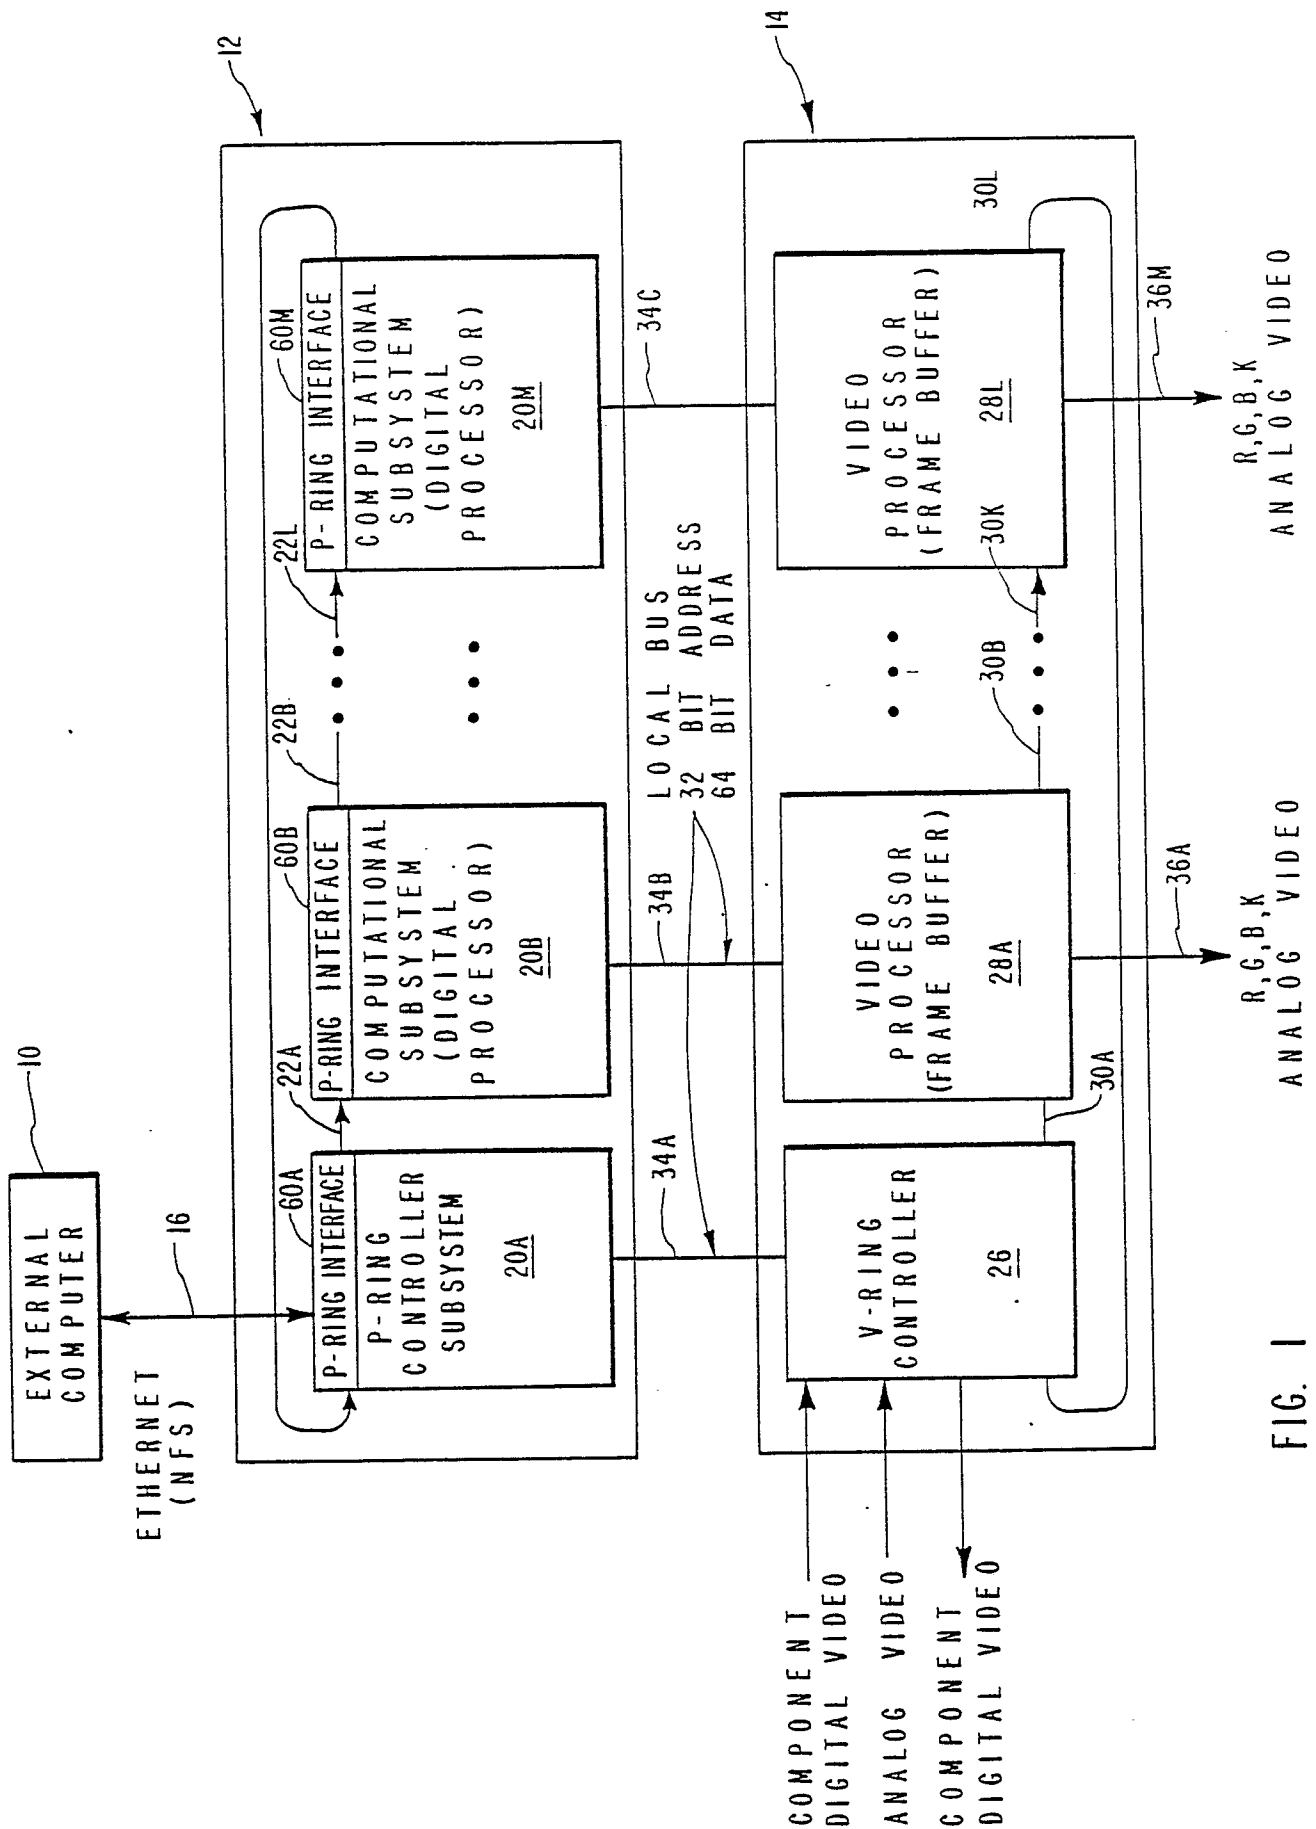 EXTERNAL
COMPUTER
10
ETHERNET
(NFS)
16
12
60A
P-RING INTERFACE
P-RING
CONTROLLER
SUBSYSTEM
20A
22A
60B
P-RING INTERFACE
COMPUTATIONAL
SUBSYSTEM
(DIGITAL
PROCESSOR)
20B
22B
22L
60M
P-RING INTERFACE
COMPUTATIONAL
SUBSYSTEM
(DIGITAL
PROCESSOR)
20M
34A
34B
LOCAL BUS
32 BIT ADDRESS
64 BIT DATA
34C
14
COMPONENT
DIGITAL VIDEO
ANALOG VIDEO
COMPONENT
DIGITAL VIDEO
V-RING
CONTROLLER
26
30A
VIDEO
PROCESSOR
(FRAME BUFFER)
28A
30B
30K
VIDEO
PROCESSOR
(FRAME BUFFER)
28L
30L
36A
R,G,B,K
ANALOG VIDEO
36M
R,G,B,K
ANALOG VIDEO
FIG. 1